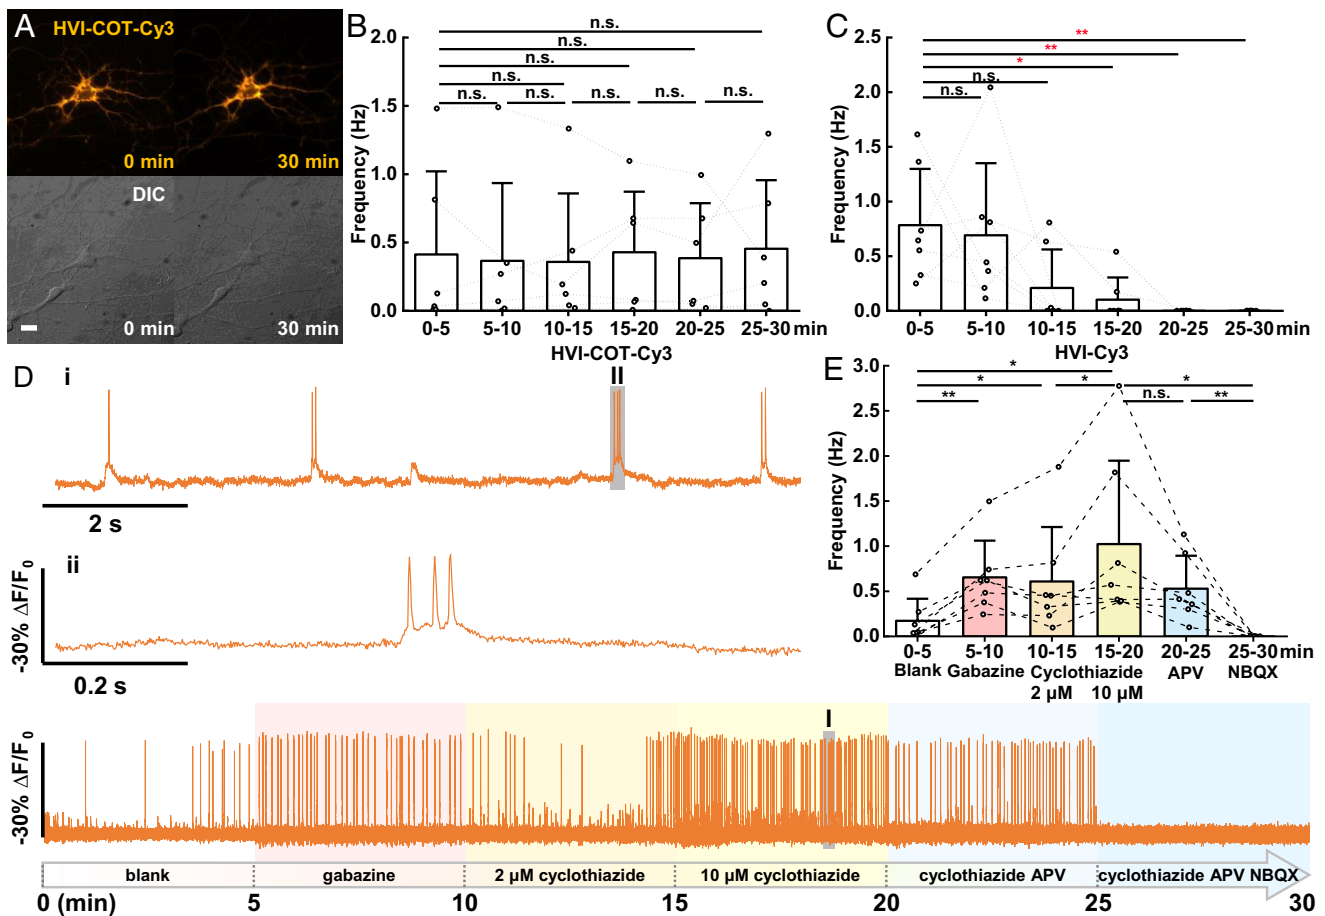 A
HVI-COT-Cy3
0 min
30 min
DIC
0 min
30 min
B
Frequency (Hz)
2.0
1.5
1.0
0.5
0.0
n.s.
n.s.
n.s.
n.s.
n.s. n.s. n.s. n.s. n.s.
0-5 5-10 10-15 15-20 20-25 25-30 min
HVI-COT-Cy3
C
Frequency (Hz)
2.5
2.0
1.5
1.0
0.5
0.0
**
**
*
n.s.
n.s.
0-5 5-10 10-15 15-20 20-25 25-30 min
HVI-Cy3
D
i
II
2 s
ii
-30% ΔF/F0
0.2 s
E
Frequency (Hz)
3.0
2.5
2.0
1.5
1.0
0.5
0.0
*
* * *
** n.s. **
0-5 5-10 10-15 15-20 20-25 25-30 min
Blank Gabazine Cyclothiazide APV NBQX
2 μM 10 μM
I
-30% ΔF/F0
blank gabazine 2 μM cyclothiazide 10 μM cyclothiazide cyclothiazide APV cyclothiazide APV NBQX
0 (min) 5 10 15 20 25 30